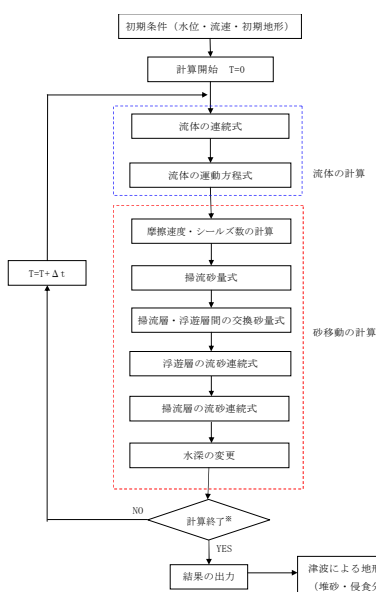 初期条件（水位・流速・初期地形）
計算開始　T=0
流体の連続式
流体の運動方程式
流体の計算
摩擦速度・シールズ数の計算
掃流砂量式
T=T+Δt
掃流層・浮遊層間の交換砂量式
砂移動の計算
浮遊層の流砂連続式
掃流層の流砂連続式
水深の変更
NO
計算終了※
YES
結果の出力
津波による地形
（堆砂・侵食分